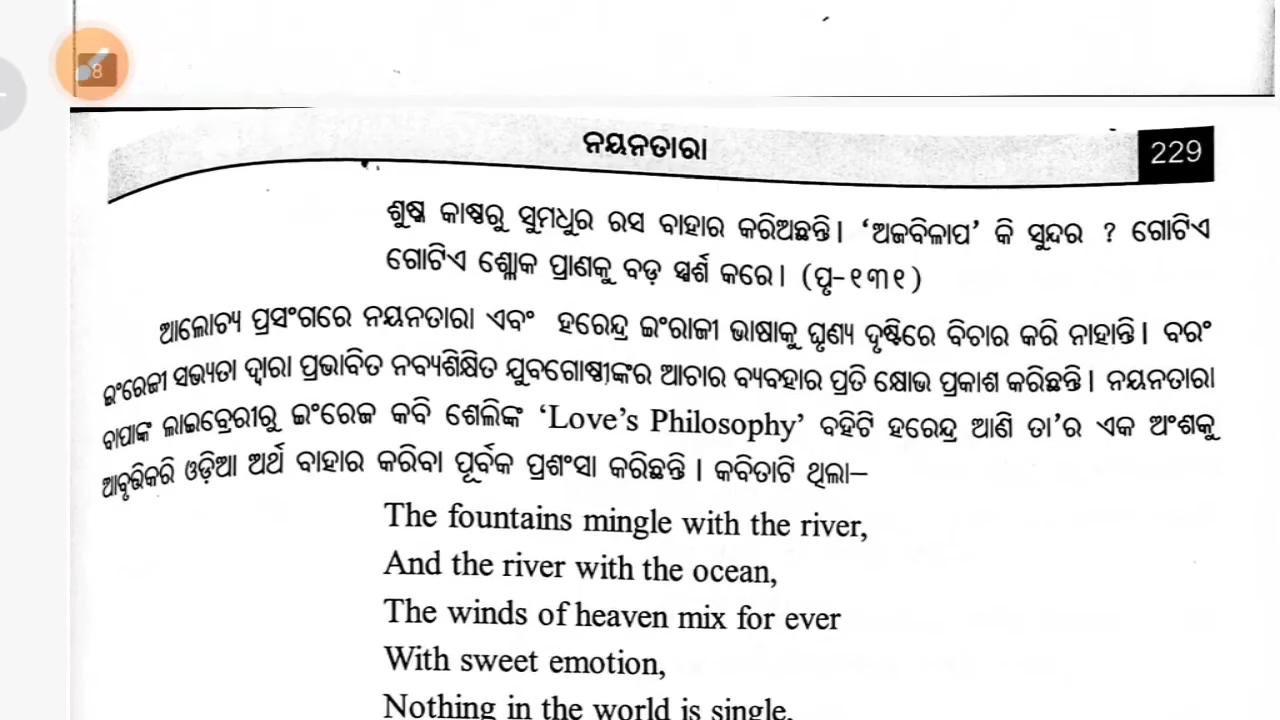 8
ନୟନତାରା
229
ଶୁଷ୍କ କାଷ୍ଠରୁ ସୁମଧୁର ରସ ବାହାର କରିଅଛନ୍ତି। ‘ଅଜବିଳାପ’ କି ସୁନ୍ଦର ? ଗୋଟିଏ
ଗୋଟିଏ ଶ୍ଳୋକ ପ୍ରାଣକୁ ବଡ଼ ସ୍ପର୍ଶ କରେ। (ପୃ-୧୩୧)
ଆଲୋଚ୍ୟ ପ୍ରସଂଗରେ ନୟନତାରା ଏବଂ ହରେନ୍ଦ୍ର ଇଂରାଜୀ ଭାଷାକୁ ଘୃଣ୍ୟ ଦୃଷ୍ଟିରେ ବିଚାର କରି ନାହାନ୍ତି। ବରଂ
ଇଂରେଜୀ ସଭ୍ୟତା ଦ୍ୱାରା ପ୍ରଭାବିତ ନବ୍ୟଶିକ୍ଷିତ ଯୁବଗୋଷ୍ଠୀଙ୍କର ଆଚାର ବ୍ୟବହାର ପ୍ରତି କ୍ଷୋଭ ପ୍ରକାଶ କରିଛନ୍ତି। ନୟନତାରା
ବାପାଙ୍କ ଲାଇବ୍ରେରୀରୁ ଇଂରେଜ କବି ଶେଲିଙ୍କ ‘Love’s Philosophy’ ବହିଟି ହରେନ୍ଦ୍ର ଆଣି ତା’ର ଏକ ଅଂଶକୁ
ଆବୃତ୍ତିକରି ଓଡ଼ିଆ ଅର୍ଥ ବାହାର କରିବା ପୂର୍ବକ ପ୍ରଶଂସା କରିଛନ୍ତି। କବିତାଟି ଥିଲା–
The fountains mingle with the river,
And the river with the ocean,
The winds of heaven mix for ever
With sweet emotion,
Nothing in the world is single,